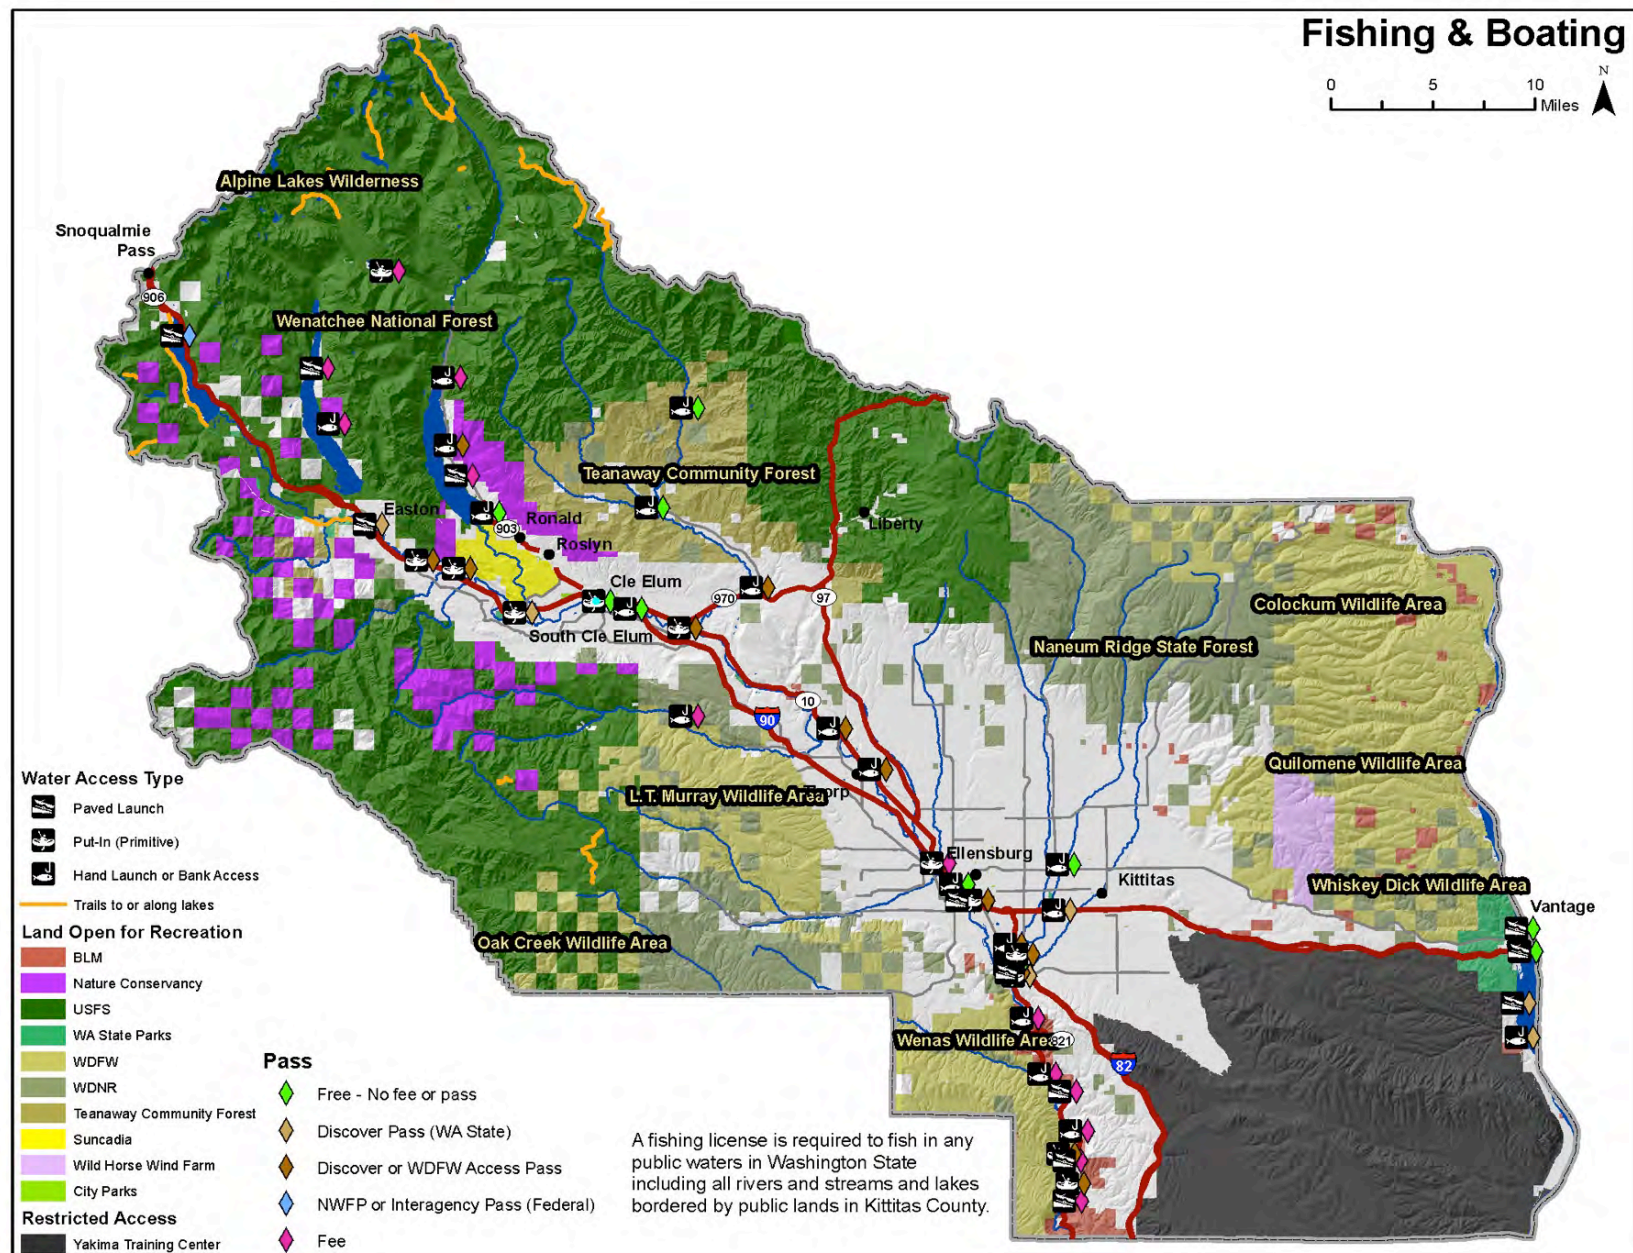 Fishing & Boating
N
0 5 10
Miles
Alpine Lakes Wilderness
Snoqualmie
Pass
906
Wenatchee National Forest
Teanaway Community Forest
Easton
903
Ronald
Roslyn
Liberty
Cle Elum
970
97
South Cle Elum
Colockum Wildlife Area
Naneum Ridge State Forest
10
90
Quilomene Wildlife Area
L.T. Murray Wildlife Area
Thorp
Ellensburg
Kittitas
Whiskey Dick Wildlife Area
Vantage
Oak Creek Wildlife Area
Wenas Wildlife Area
821
82
Water Access Type
Paved Launch
Put-In (Primitive)
Hand Launch or Bank Access
Trails to or along lakes
Land Open for Recreation
BLM
Nature Conservancy
USFS
WA State Parks
WDFW
WDNR
Teanaway Community Forest
Suncadia
Wild Horse Wind Farm
City Parks
Restricted Access
Yakima Training Center
Pass
Free - No fee or pass
Discover Pass (WA State)
Discover or WDFW Access Pass
NWFP or Interagency Pass (Federal)
Fee
A fishing license is required to fish in any
public waters in Washington State
including all rivers and streams and lakes
bordered by public lands in Kittitas County.